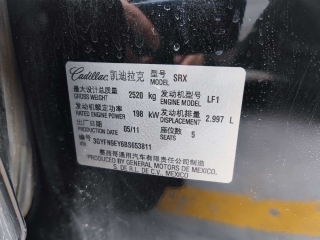 Cadillac 凯迪拉克 型号 MODEL SRX
最大设计总质量 GROSS WEIGHT 2520 kg 发动机型号 ENGINE MODEL LF1
发动机额定功率 RATED ENGINE POWER 198 kW 发动机排量 DISPLACEMENT 2.997 L
出厂日期 PRODUCTION DATE 05/11 座位数 SEATS 5
3GYFN9EY6BS653811
墨西哥通用汽车有限责任公司制造
PRODUCED BY GENERAL MOTORS DE MEXICO,
S. DE R.L. DE C.V. MEXICO